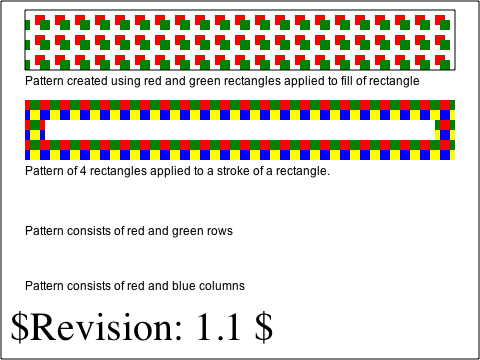 Pattern created using red and green rectangles applied to fill of rectangle
Pattern of 4 rectangles applied to a stroke of a rectangle.
Pattern consists of red and green rows
Pattern consists of red and blue columns
$Revision: 1.1 $